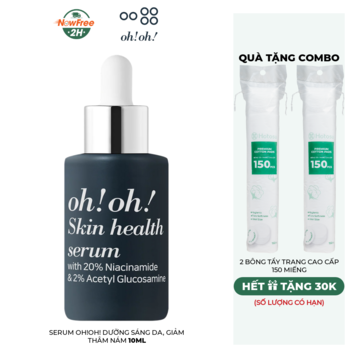 NowFree
2H
oh!oh!
QUÀ TẶNG COMBO
oh!oh!
Skin health
serum
with 20% Niacinamide
& 2% Acetyl Glucosamine
150
150
2 BÔNG TẨY TRANG CAO CẤP
150 MIẾNG
HẾT TẶNG 30K
(SỐ LƯỢNG CÓ HẠN)
SERUM OH!OH! DƯỠNG SÁNG DA, GIẢM
THÂM NÁM 10ML